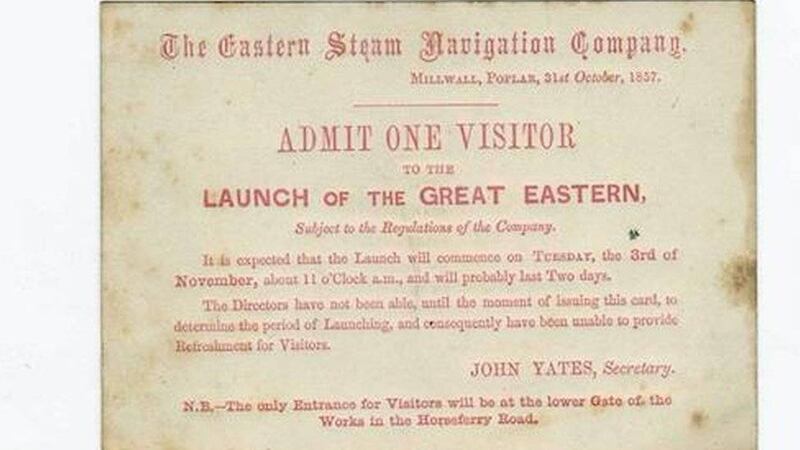 The Eastern Steam Navigation Company.
Millwall, Poplar, 31st October, 1857.
ADMIT ONE VISITOR
TO THE
LAUNCH OF THE GREAT EASTERN,
Subject to the Regulations of the Company.
It is expected that the Launch will commence on Tuesday, the 3rd of
November, about 11 o'Clock a.m., and will probably last Two days.
The Directors have not been able, until the moment of issuing this card, to
determine the period of Launching, and consequently have been unable to provide
Refreshment for Visitors.
JOHN YATES, Secretary.
N.B.—The only Entrance for Visitors will be at the lower Gate of the
Works in the Horseferry Road.